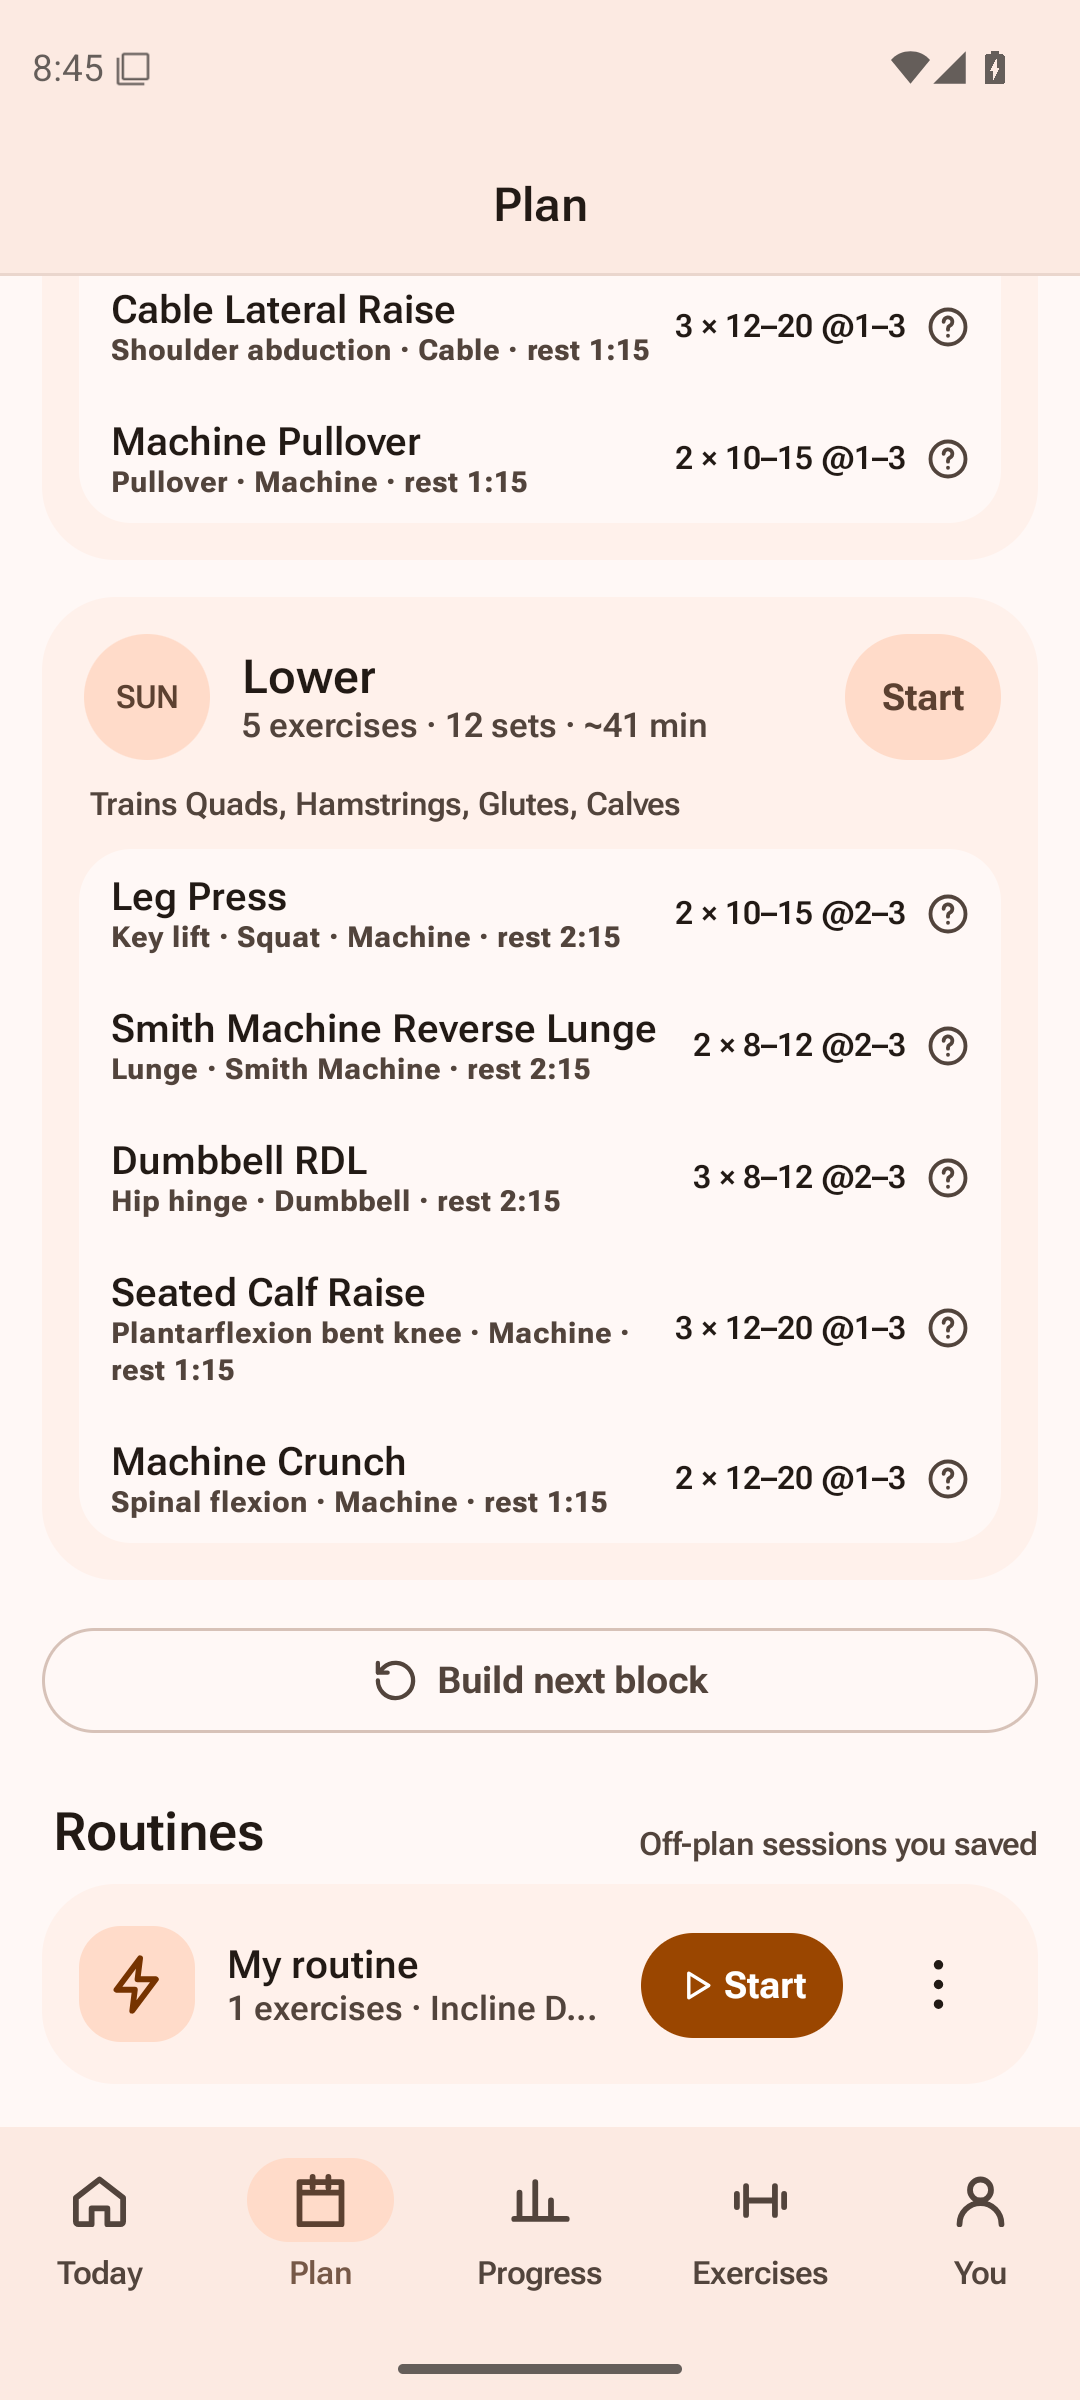 8:45
Plan
Cable Lateral Raise
Shoulder abduction · Cable · rest 1:15
3 × 12–20 @1–3
Machine Pullover
Pullover · Machine · rest 1:15
2 × 10–15 @1–3
SUN
Lower
5 exercises · 12 sets · ~41 min
Start
Trains Quads, Hamstrings, Glutes, Calves
Leg Press
Key lift · Squat · Machine · rest 2:15
2 × 10–15 @2–3
Smith Machine Reverse Lunge
Lunge · Smith Machine · rest 2:15
2 × 8–12 @2–3
Dumbbell RDL
Hip hinge · Dumbbell · rest 2:15
3 × 8–12 @2–3
Seated Calf Raise
Plantarflexion bent knee · Machine ·
rest 1:15
3 × 12–20 @1–3
Machine Crunch
Spinal flexion · Machine · rest 1:15
2 × 12–20 @1–3
Build next block
Routines
Off-plan sessions you saved
My routine
1 exercises · Incline D...
Start
Today
Plan
Progress
Exercises
You